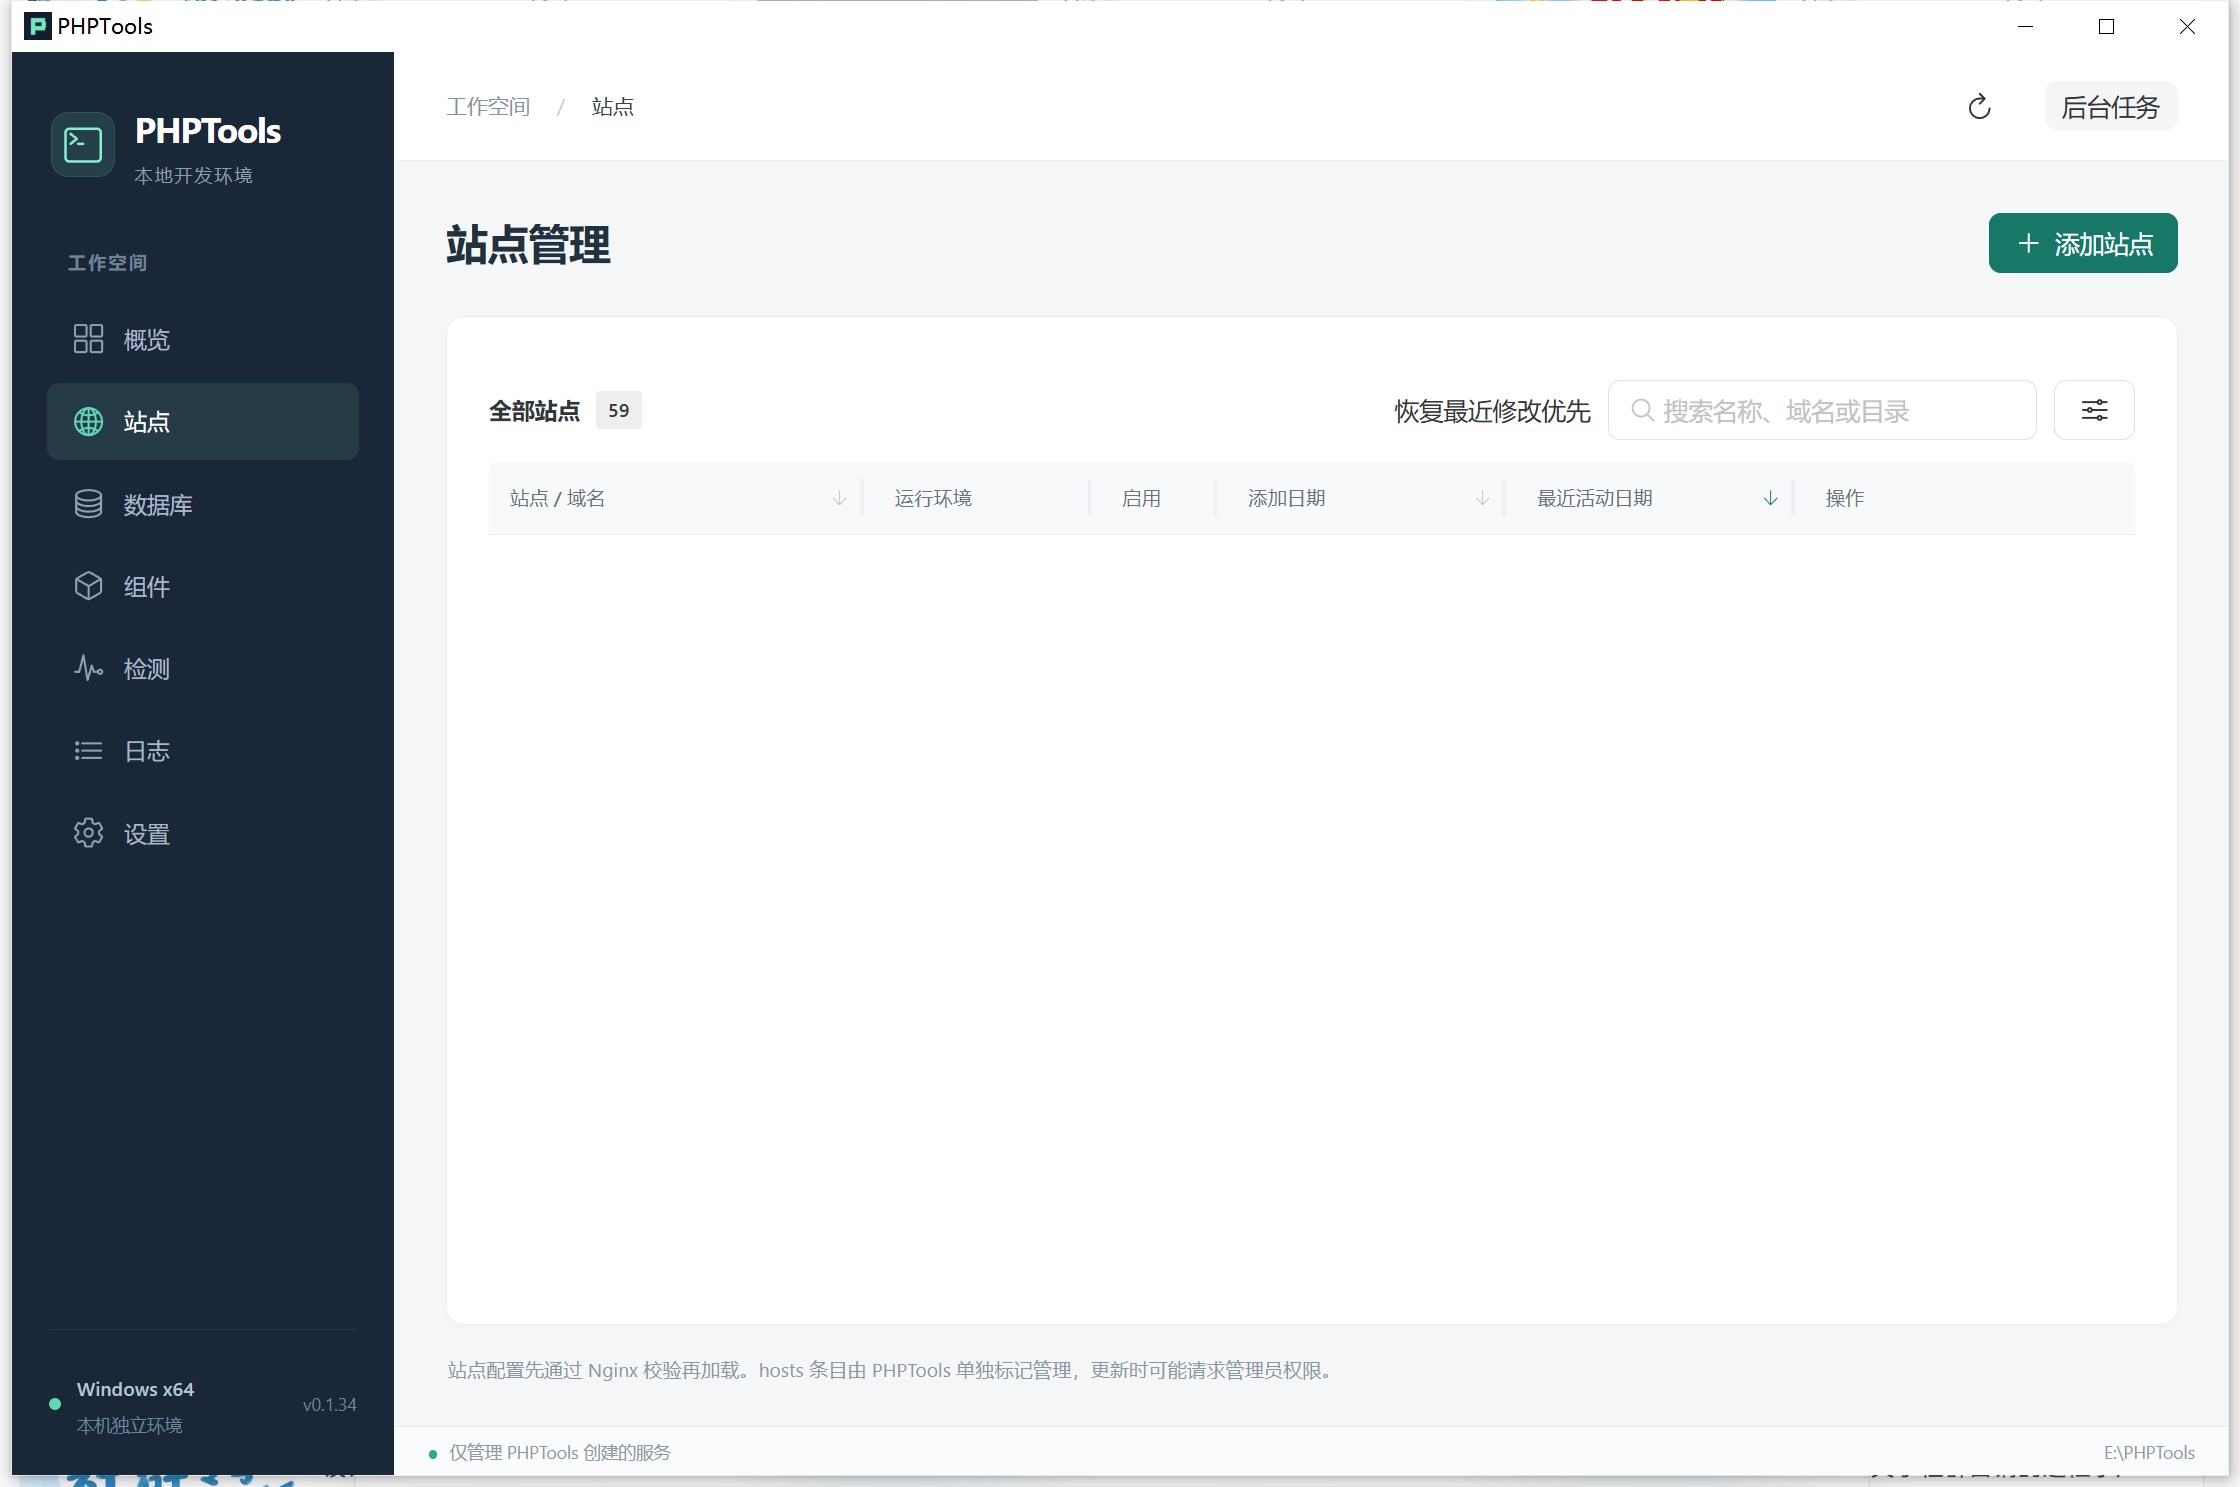 PHPTools
PHPTools
本地开发环境
工作空间
概览
站点
数据库
组件
检测
日志
设置
Windows x64
本机独立环境
v0.1.34
工作空间 / 站点
后台任务
站点管理
添加站点
全部站点 59
恢复最近修改优先
搜索名称、域名或目录
站点 / 域名 运行环境 启用 添加日期 最近活动日期 操作
站点配置先通过 Nginx 校验再加载。hosts 条目由 PHPTools 单独标记管理，更新时可能请求管理员权限。
仅管理 PHPTools 创建的服务
E:\PHPTools